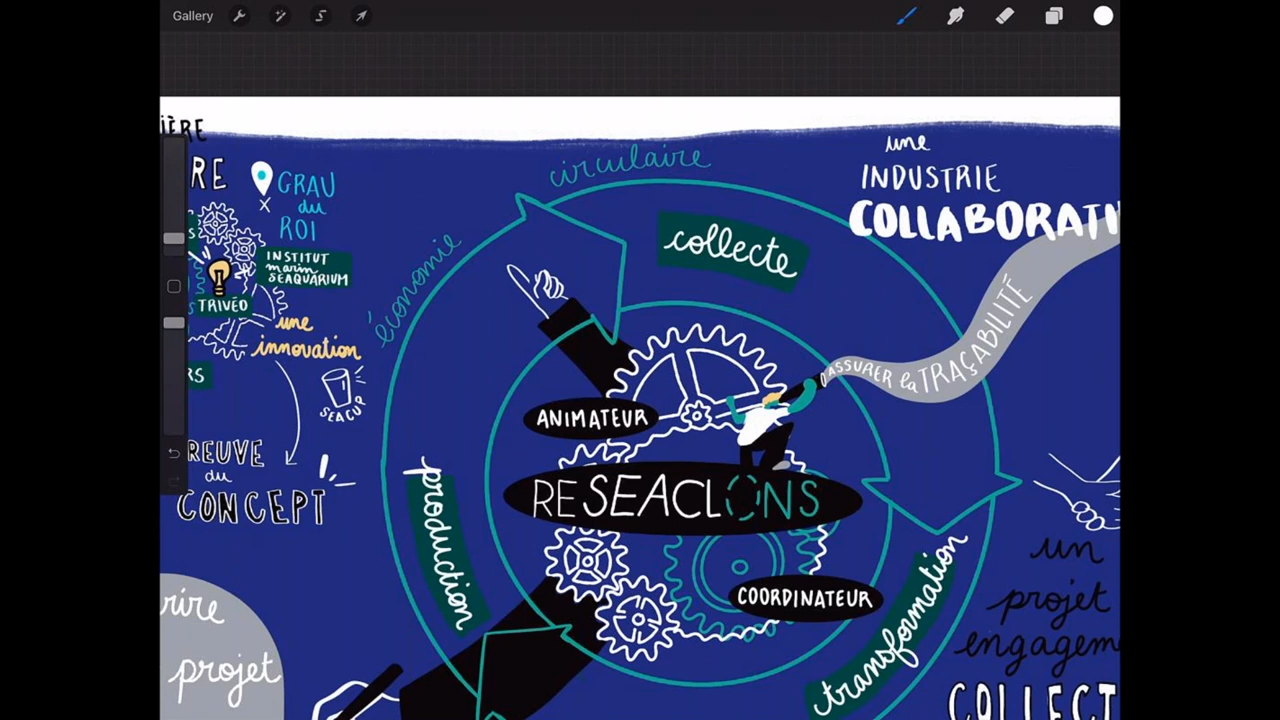 Gallery
IÈRE
RE
GRAU
du
ROI
S
INSTITUT
marin
SEAQUARIUM
TRIVÉO
une
innovation
RS
SEACUP
REUVE
du
CONCEPT
rire
projet
économie
circulaire
collecte
ANIMATEUR
RESEACLONS
COORDINATEUR
production
transformation
une
INDUSTRIE
COLLABORATI
ASSURER la TRAÇABILITÉ
un
projet
engagem
COLLECT